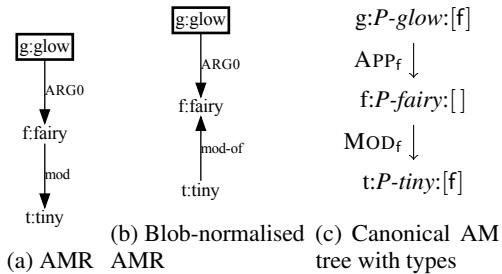 g:glow
ARG0
f:fairy
mod
t:tiny
(a) AMR
g:glow
ARG0
f:fairy
mod-of
t:tiny
(b) Blob-normalised
AMR
g:P-glow:[f]
APPf
f:P-fairy:[ ]
MODf
t:P-tiny:[f]
(c) Canonical AM
tree with types